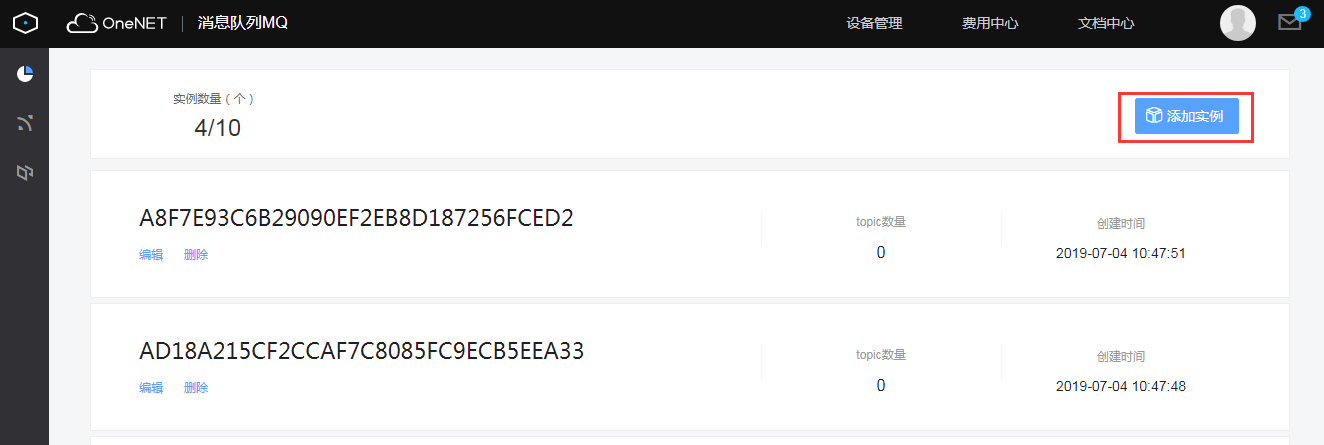 OneNET 消息队列MQ 设备管理 费用中心 文档中心 3
实例数量（个）
4/10
添加实例
A8F7E93C6B29090EF2EB8D187256FCED2
编辑 删除
topic数量
0
创建时间
2019-07-04 10:47:51
AD18A215CF2CCAF7C8085FC9ECB5EEA33
编辑 删除
topic数量
0
创建时间
2019-07-04 10:47:48